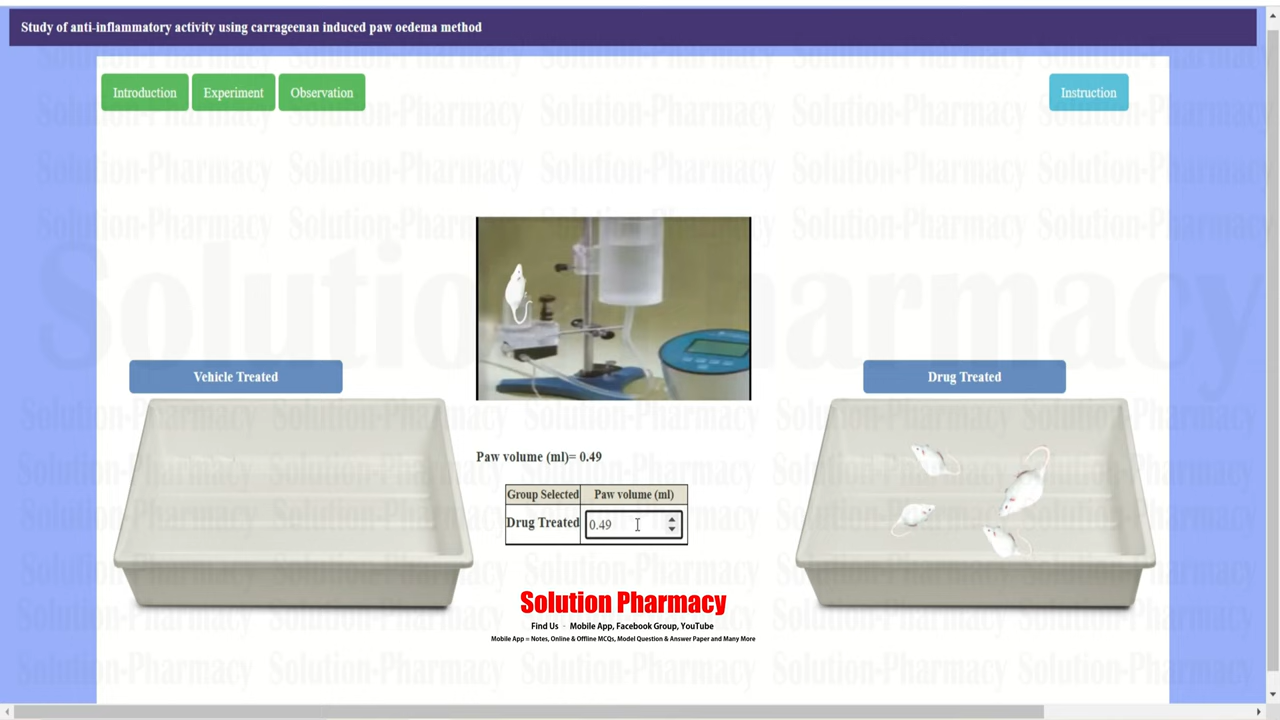 Study of anti-inflammatory activity using carrageenan induced paw oedema method
Introduction Experiment Observation Instruction
Solution Pharmacy
Vehicle Treated
Drug Treated
Paw volume (ml)= 0.49
Group Selected Paw volume (ml)
Drug Treated 0.49
Solution Pharmacy
Find Us - Mobile App, Facebook Group, YouTube
Mobile App = Notes, Online & Offline MCQs, Model Question & Answer Paper and Many More